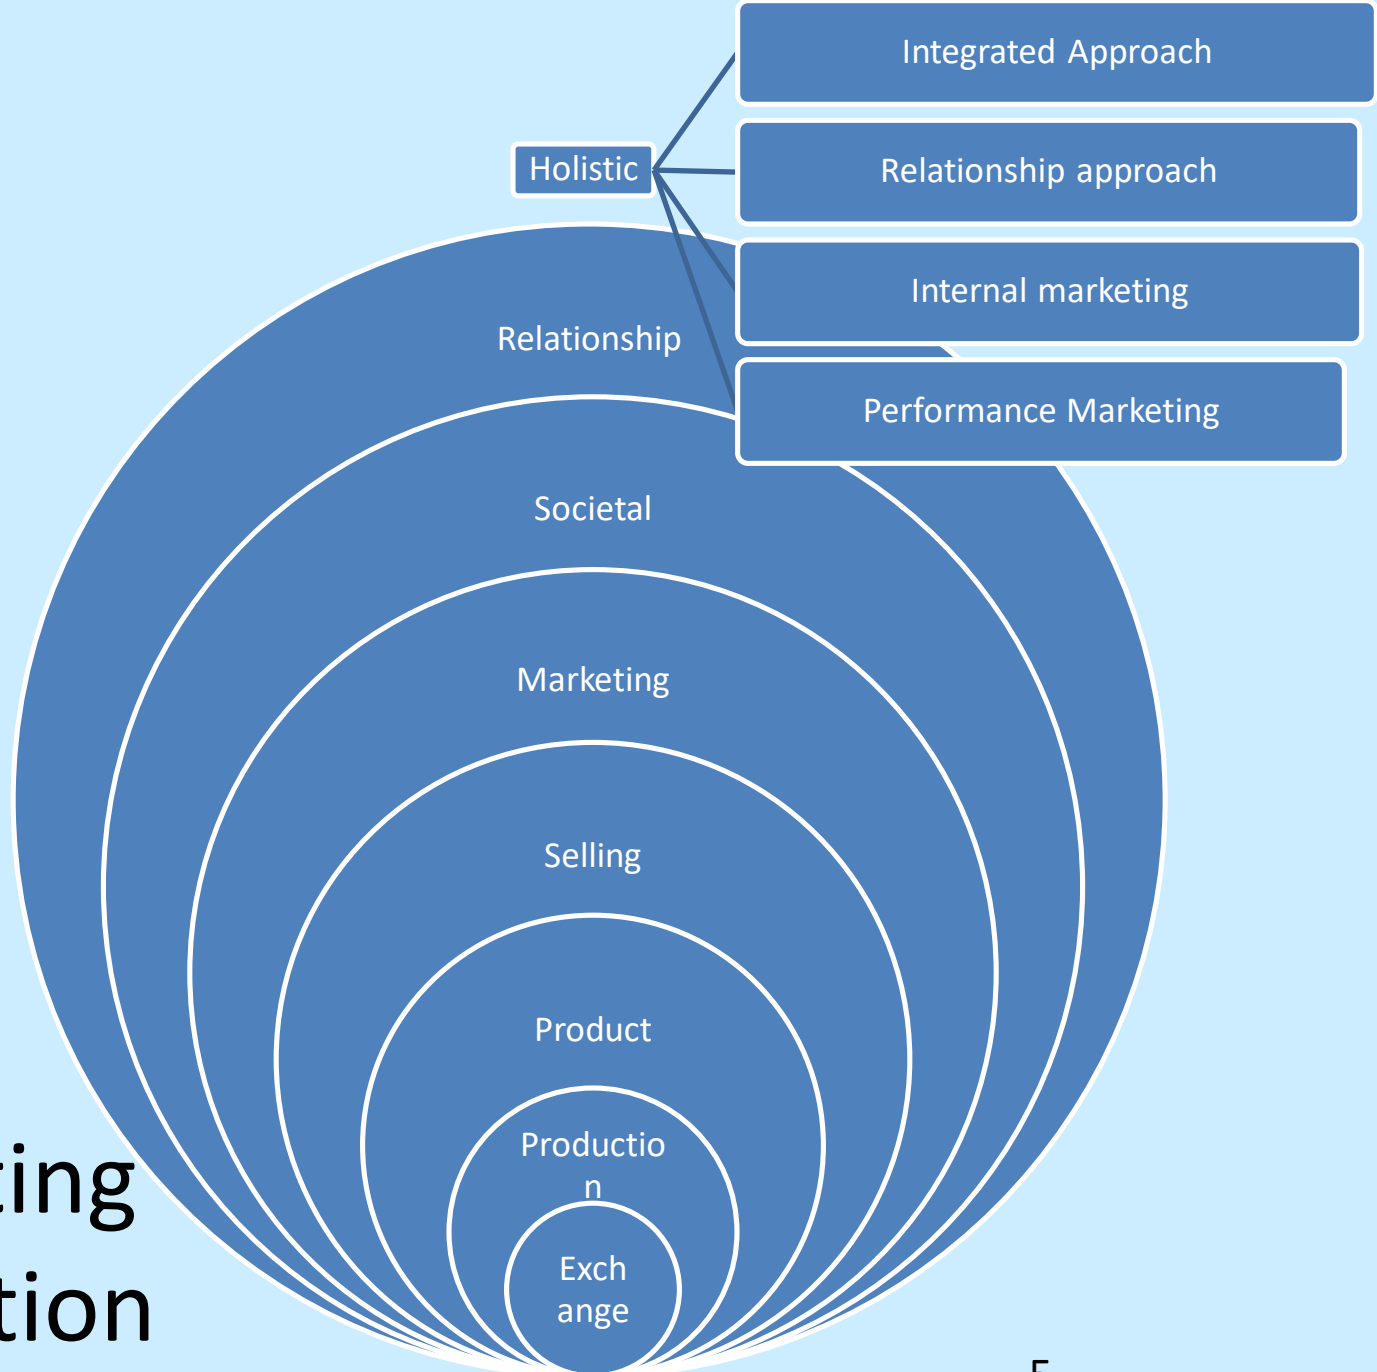 Integrated Approach
Holistic
Relationship approach
Internal marketing
Relationship
Performance Marketing
Societal
Marketing
Selling
Product
Productio
n
Exch
ange
ting
tion